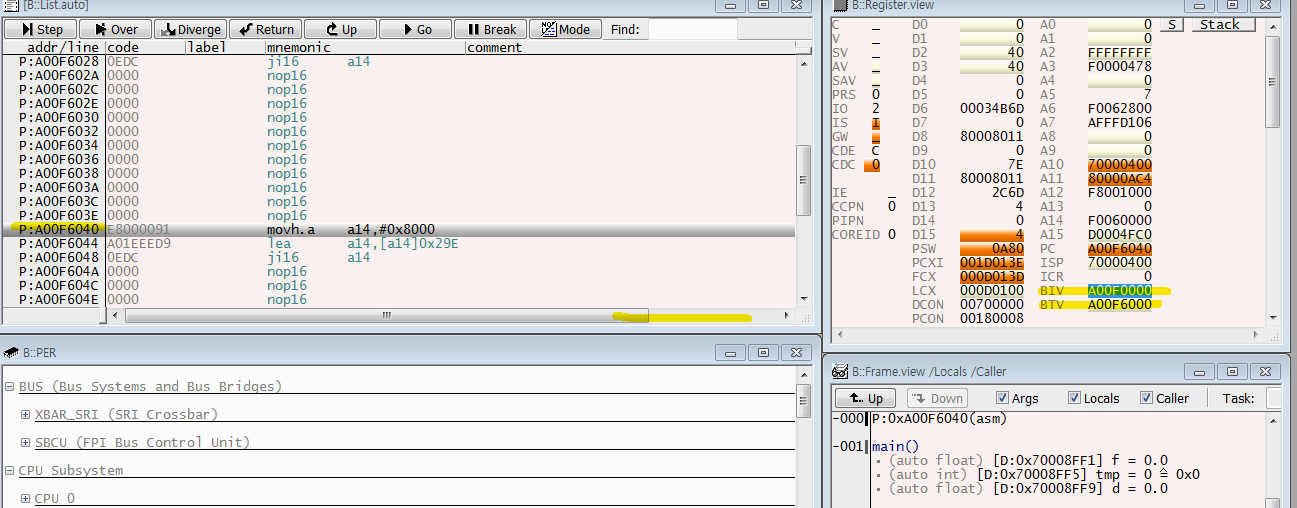 [B::List.auto]
Step Over Diverge Return Up Go Break Mode Find:
addr/line code label mnemonic comment
P:A00F6028 0EDC ji16 a14
P:A00F602A 0000 nop16
P:A00F602C 0000 nop16
P:A00F602E 0000 nop16
P:A00F6030 0000 nop16
P:A00F6032 0000 nop16
P:A00F6034 0000 nop16
P:A00F6036 0000 nop16
P:A00F6038 0000 nop16
P:A00F603A 0000 nop16
P:A00F603C 0000 nop16
P:A00F603E 0000 nop16
P:A00F6040 E8000091 movh.a a14,#0x8000
P:A00F6044 A01EEED9 lea a14,[a14]0x29E
P:A00F6048 0EDC ji16 a14
P:A00F604A 0000 nop16
P:A00F604C 0000 nop16
P:A00F604E 0000 nop16
B::Register.view
C _ D0 0 A0 0 S Stack
V _ D1 0 A1 0
SV _ D2 40 A2 FFFFFFFF
AV _ D3 40 A3 F0000478
SAV _ D4 0 A4 0
PRS 0 D5 0 A5 7
IO 2 D6 00034B6D A6 F0062800
IS I D7 0 A7 AFFFD106
GW _ D8 80008011 A8 0
CDE C D9 0 A9 0
CDC 0 D10 7E A10 70000400
D11 80008011 A11 80000AC4
IE _ D12 2C6D A12 F8001000
CCPN 0 D13 4 A13 0
PIPN D14 0 A14 F0060000
COREID 0 D15 4 A15 D0004FC0
PSW 0A80 PC A00F6040
PCXI 001D013E ISP 70000400
FCX 000D013D ICR 0
LCX 000D0100 BIV A00F0000
DCON 00700000 BTV A00F6000
PCON 00180008
B::PER
BUS (Bus Systems and Bus Bridges)
XBAR_SRI (SRI Crossbar)
SBCU (FPI Bus Control Unit)
CPU Subsystem
CPU 0
B::Frame.view /Locals /Caller
Up Down Args Locals Caller Task:
-000 P:0xA00F6040(asm)
-001 main()
(auto float) [D:0x70008FF1] f = 0.0
(auto int) [D:0x70008FF5] tmp = 0 ≙ 0x0
(auto float) [D:0x70008FF9] d = 0.0